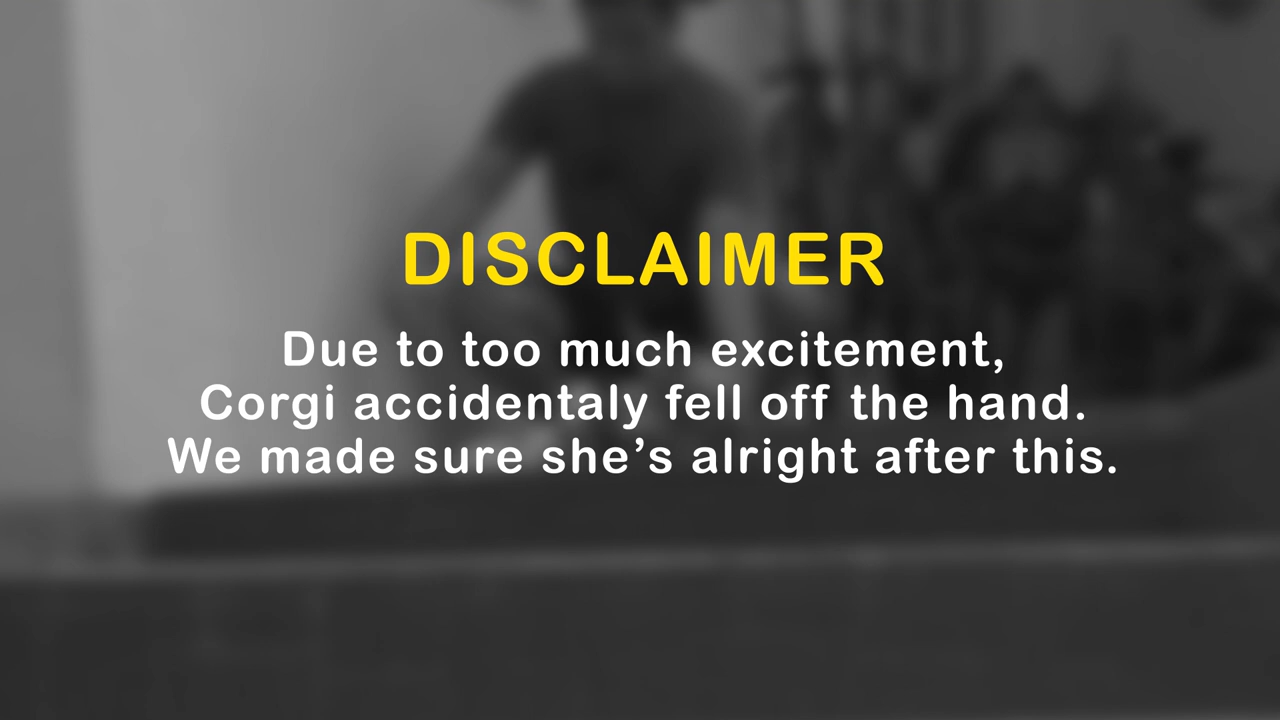 DISCLAIMER
Due to too much excitement,
Corgi accidentaly fell off the hand.
We made sure she’s alright after this.